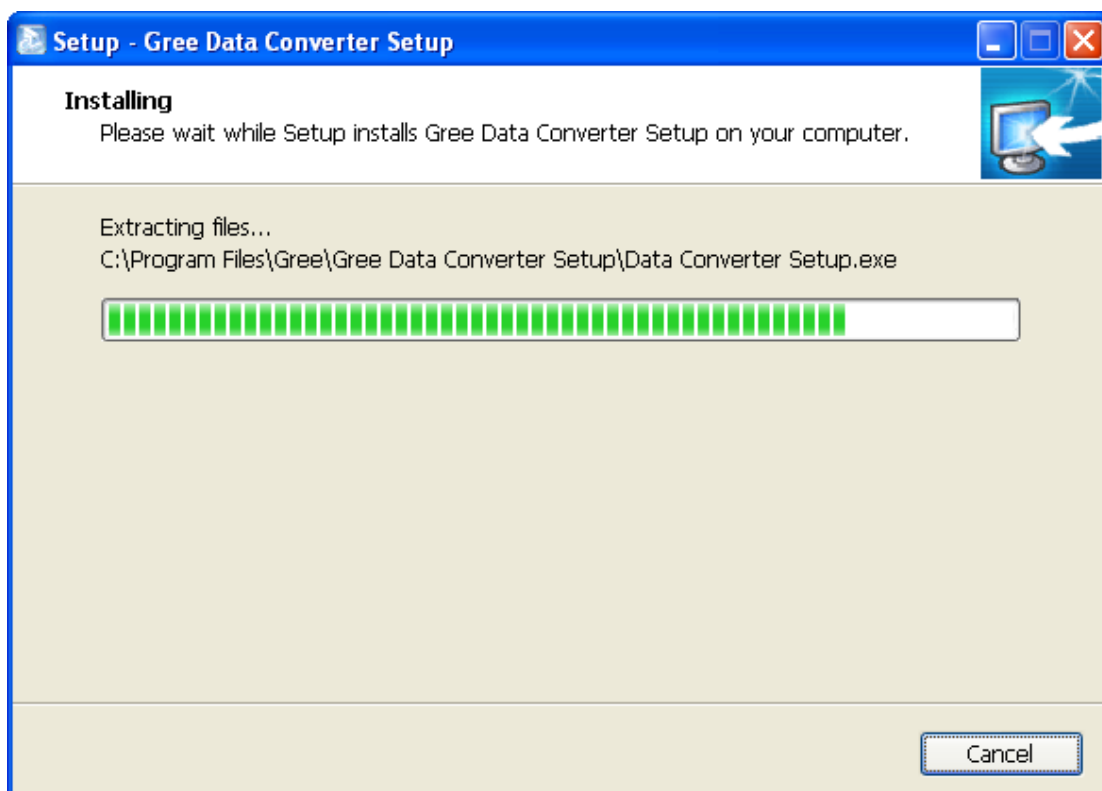 Setup - Gree Data Converter Setup
Installing
Please wait while Setup installs Gree Data Converter Setup on your computer.
Extracting files...
C:\Program Files\Gree\Gree Data Converter Setup\Data Converter Setup.exe
Cancel